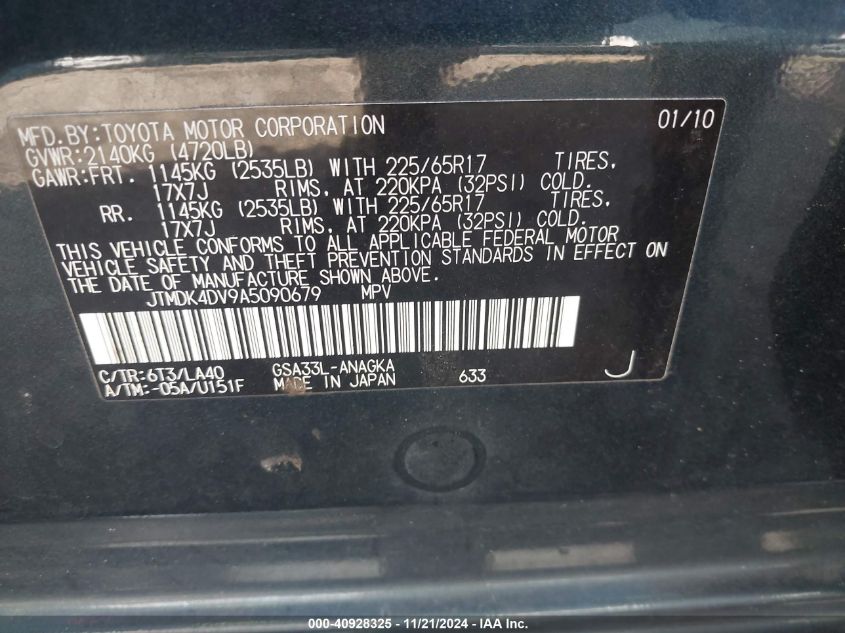 MFD.BY:TOYOTA MOTOR CORPORATION 01/10
GVWR:2140KG (4720LB)
GAWR:FRT. 1145KG (2535LB) WITH 225/65R17 TIRES,
17X7J RIMS, AT 220KPA (32PSI) COLD.
RR. 1145KG (2535LB) WITH 225/65R17 TIRES,
17X7J RIMS, AT 220KPA (32PSI) COLD.
THIS VEHICLE CONFORMS TO ALL APPLICABLE FEDERAL MOTOR
VEHICLE SAFETY AND THEFT PREVENTION STANDARDS IN EFFECT ON
THE DATE OF MANUFACTURE SHOWN ABOVE.
JTMDK4DV9A5090679 MPV
C/TR:6T3/LA40 GSA33L-ANAGKA
A/TM:-05A/U151F MADE IN JAPAN 633 J
000-40928325 - 11/21/2024 - IAAI Inc.